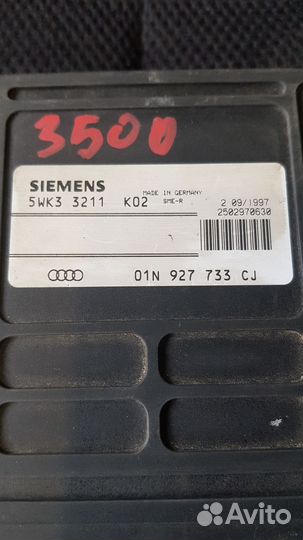 3500
SIEMENS
5WK3 3211 K02
MADE IN GERMANY
SME-R
2 09/1997
2502970630
01N 927 733 CJ
Avito